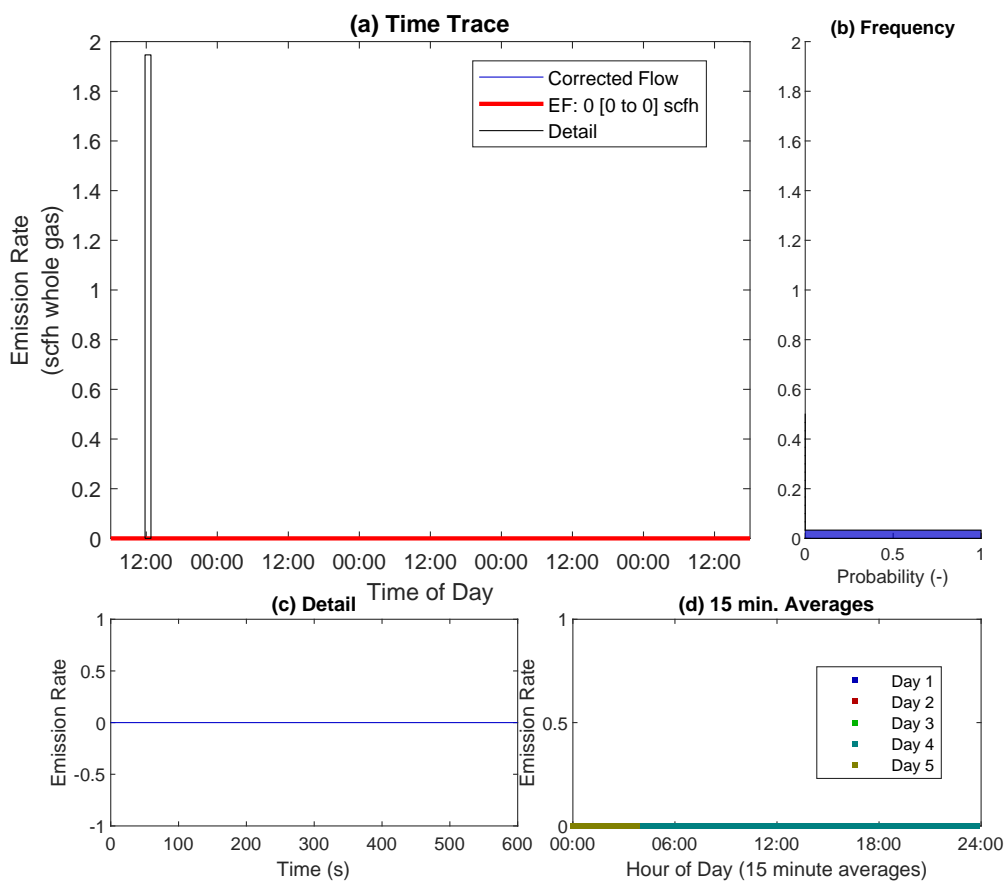 (a) Time Trace
2
1.8
1.6
1.4
1.2
1
0.8
0.6
0.4
0.2
0
Emission Rate
(scfh whole gas)
Corrected Flow
EF: 0 [0 to 0] scfh
Detail
12:00 00:00 12:00 00:00 12:00 00:00 12:00 00:00 12:00
Time of Day
(b) Frequency
2
1.8
1.6
1.4
1.2
1
0.8
0.6
0.4
0.2
0
0 0.5 1
Probability (-)
(c) Detail
1
0.5
0
-0.5
-1
Emission Rate
0 100 200 300 400 500 600
Time (s)
(d) 15 min. Averages
1
0.5
0
Emission Rate
Day 1
Day 2
Day 3
Day 4
Day 5
00:00 06:00 12:00 18:00 24:00
Hour of Day (15 minute averages)